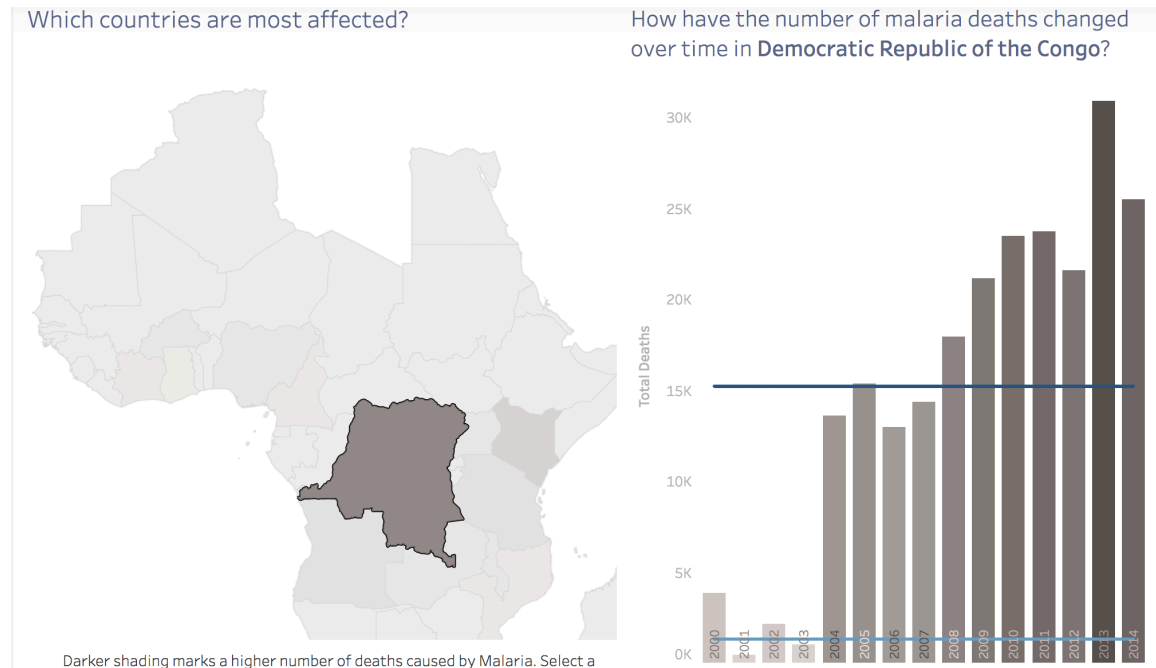 Which countries are most affected?
Darker shading marks a higher number of deaths caused by Malaria. Select a
How have the number of malaria deaths changed
over time in Democratic Republic of the Congo?
Total Deaths
30K
25K
20K
15K
10K
5K
0K
2000
2001
2002
2003
2004
2005
2006
2007
2008
2009
2010
2011
2012
2013
2014